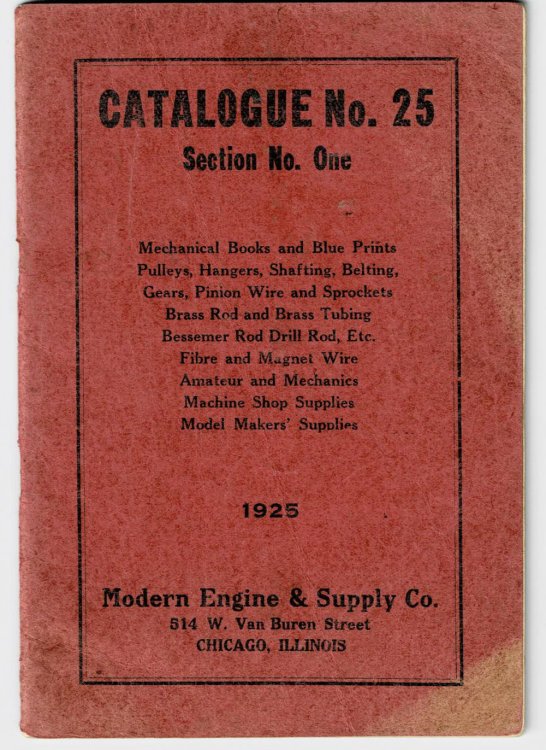 CATALOGUE No. 25
Section No. One
Mechanical Books and Blue Prints
Pulleys, Hangers, Shafting, Belting,
Gears, Pinion Wire and Sprockets
Brass Rod and Brass Tubing
Bessemer Rod Drill Rod, Etc.
Fibre and Magnet Wire
Amateur and Mechanics
Machine Shop Supplies
Model Makers' Supplies
1925
Modern Engine & Supply Co.
514 W. Van Buren Street
CHICAGO, ILLINOIS